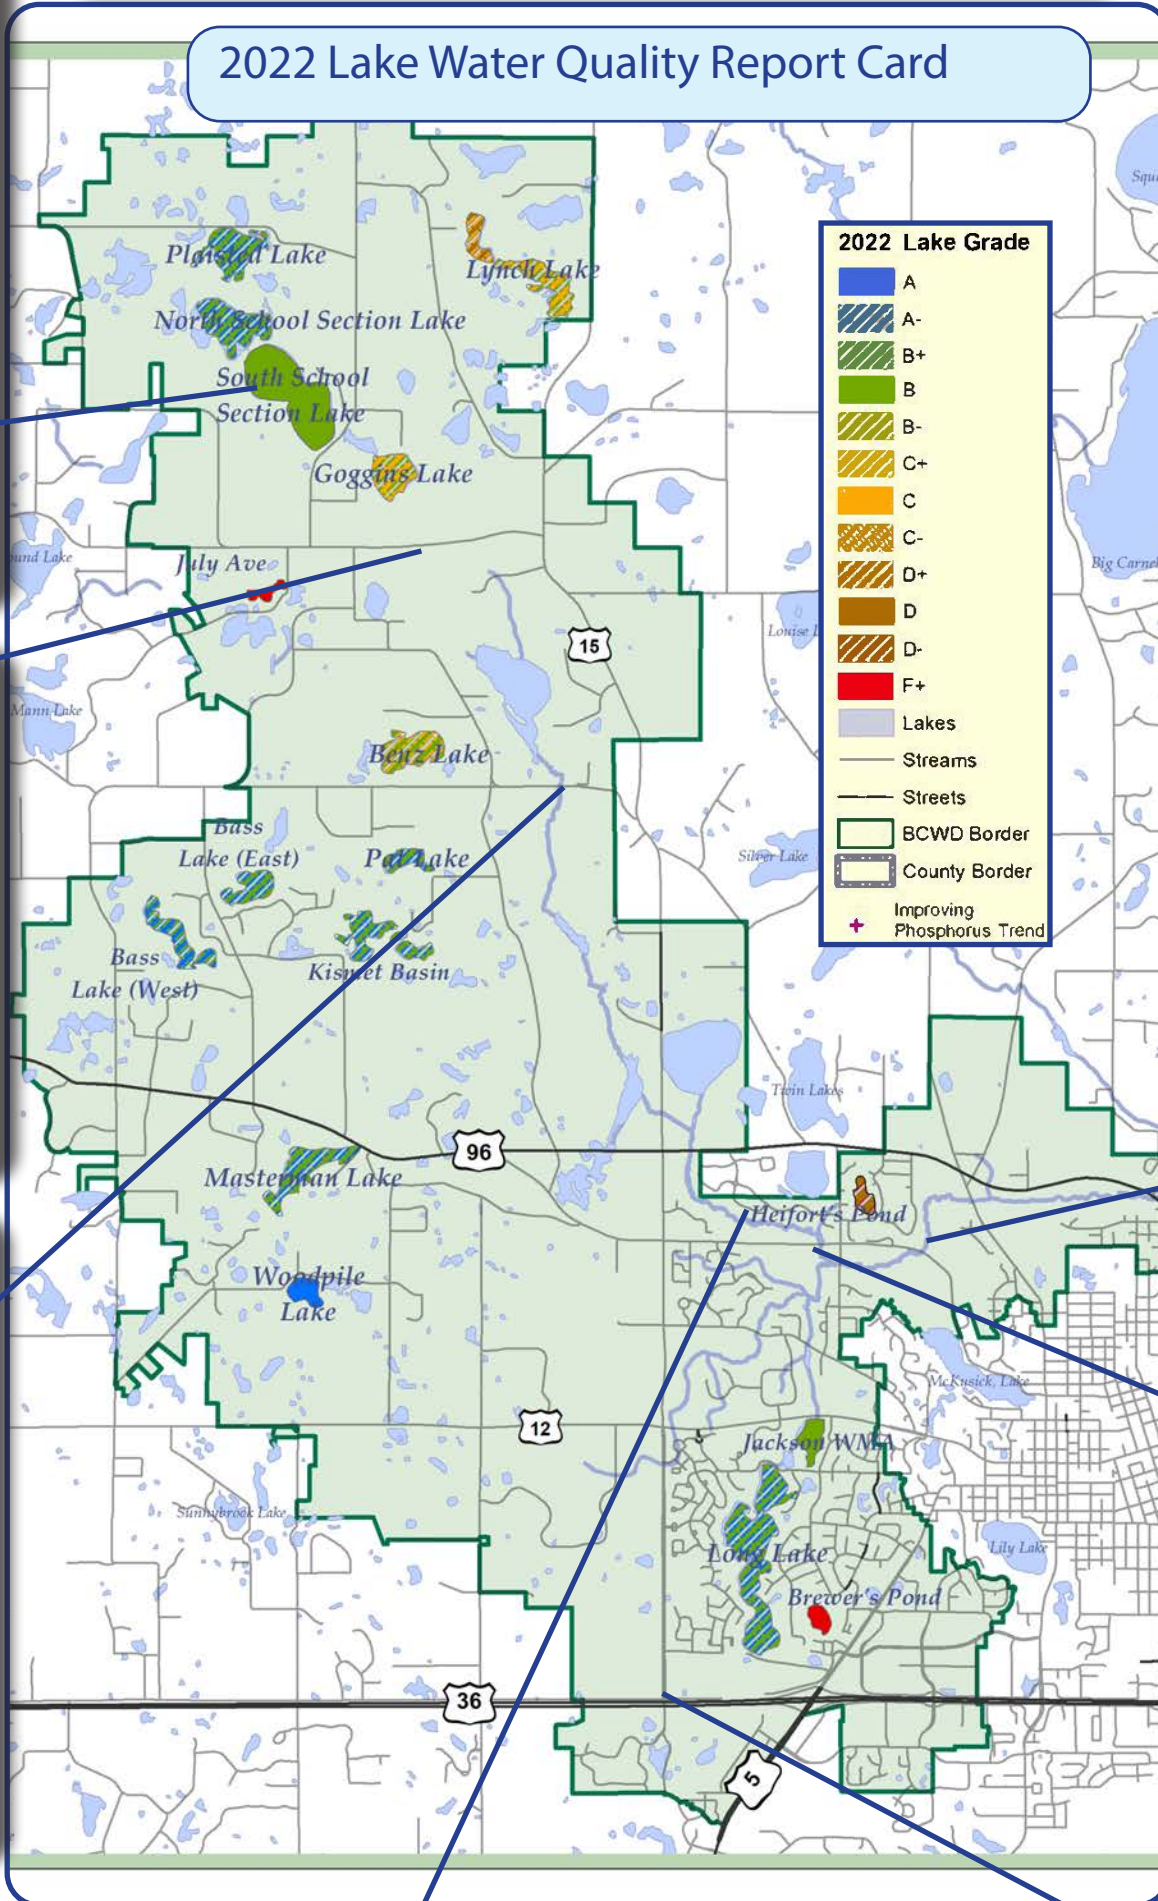 2022 Lake Water Quality Report Card
Plaisted Lake
Lynch Lake
North School Section Lake
South School
Section Lake
Goggins Lake
July Ave
15
Mann Lake
Benz Lake
Bass
Lake (East)
Pat Lake
Bass
Lake (West)
Kismet Basin
96
Masterman Lake
Woodpile
Lake
12
Sunnybrook Lake
36
5
2022 Lake Grade
A
A-
B+
B
B-
C+
C
C-
D+
D
D-
F+
Lakes
Streams
Streets
BCWD Border
County Border
Improving
Phosphorus Trend
Louise
Silver Lake
Twin Lakes
Heifort's Pond
McKusick, Lake
Jackson WMA
Long Lake
Lily Lake
Brewer's Pond
Big
Lake